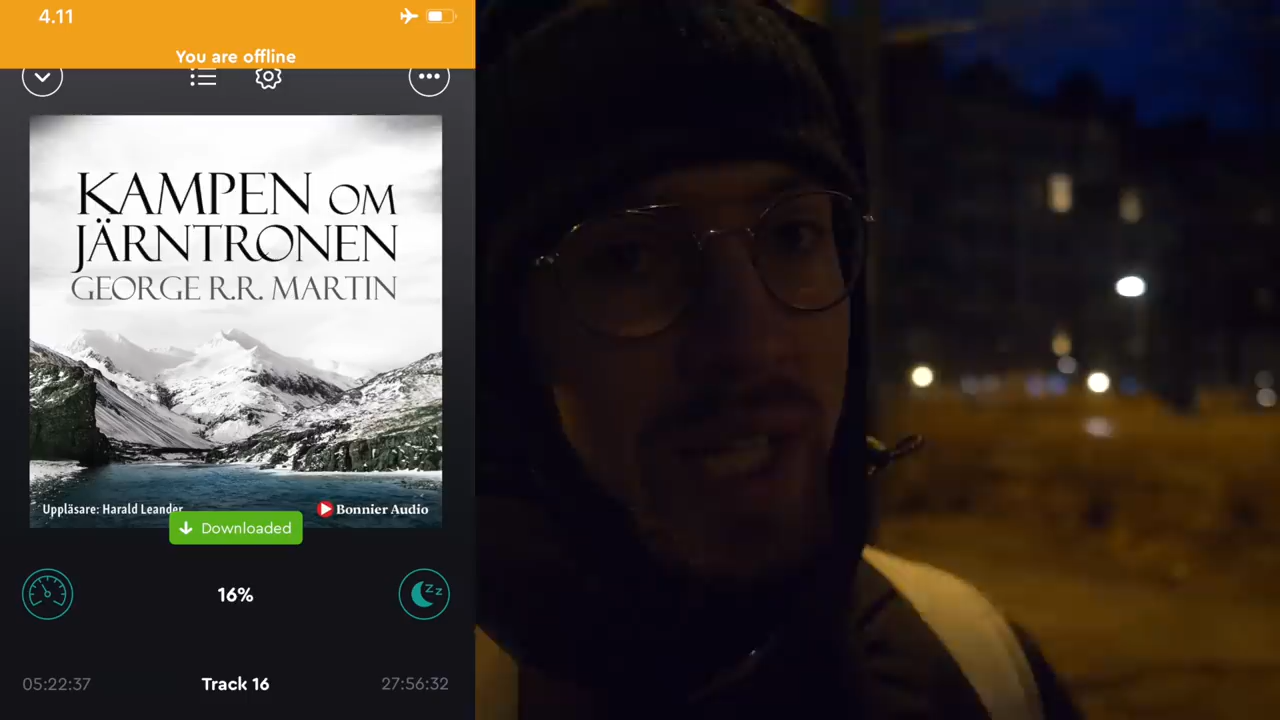 4.11
You are offline
KAMPEN OM
JÄRNTRONEN
GEORGE R.R. MARTIN
Uppläsare: Harald Leander
Bonnier Audio
Downloaded
16%
zz
05:22:37
Track 16
27:56:32